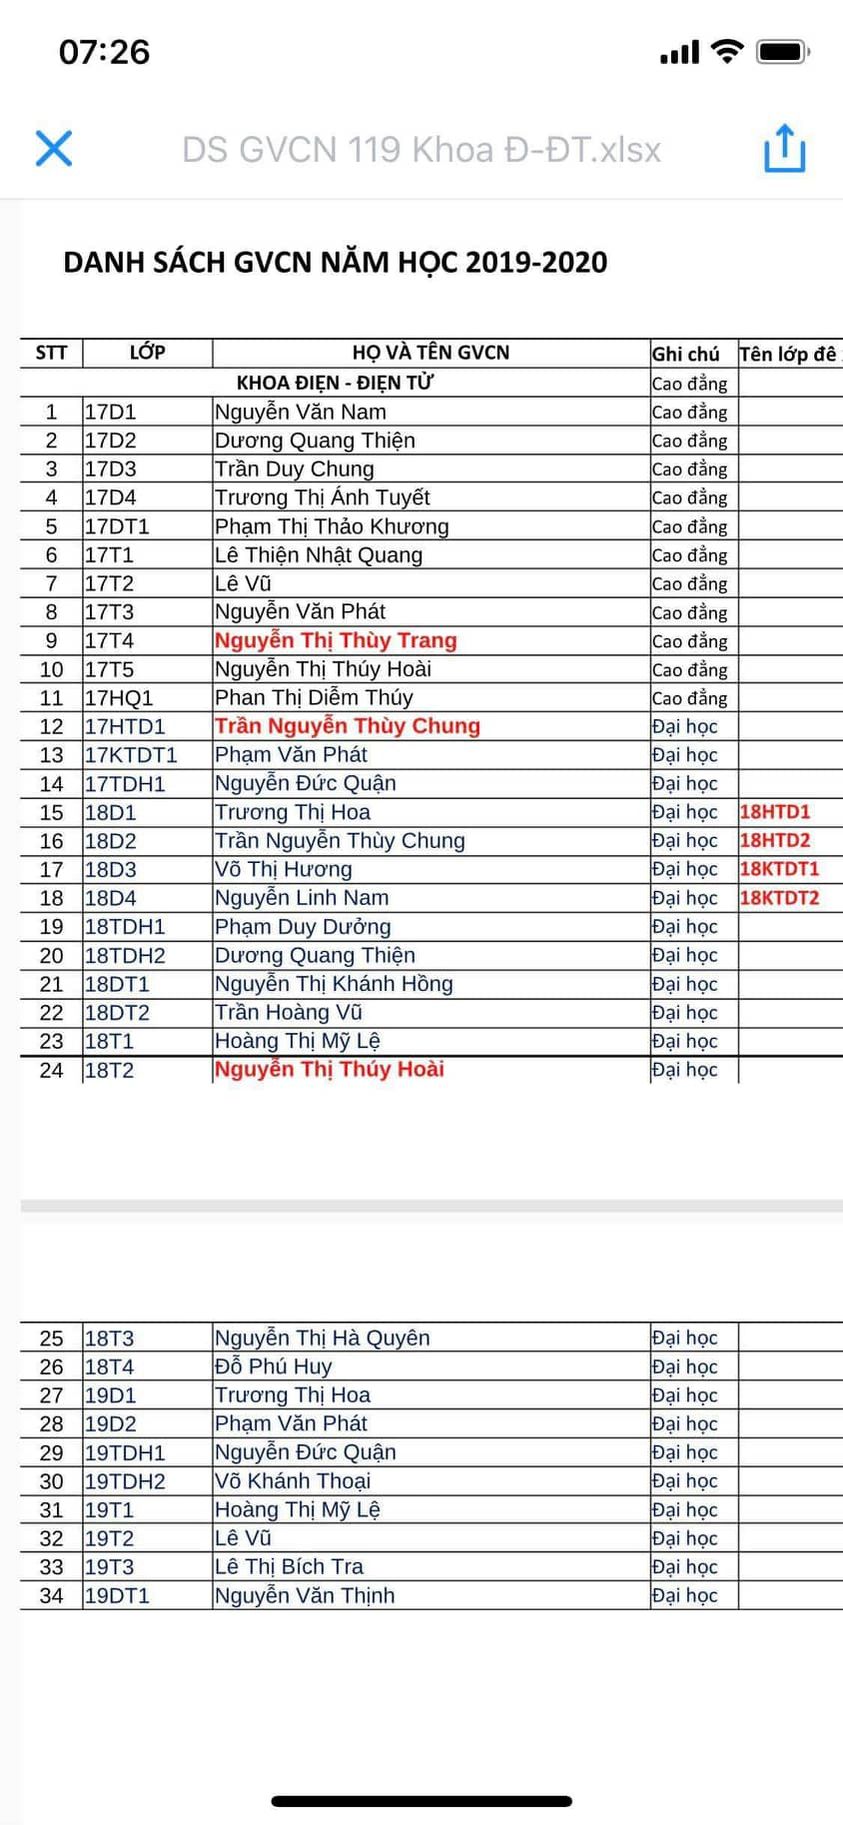 07:26
DS GVCN 119 Khoa Đ-ĐT.xlsx
DANH SÁCH GVCN NĂM HỌC 2019-2020
STT LỚP HỌ VÀ TÊN GVCN Ghi chú Tên lớp đê
KHOA ĐIỆN - ĐIỆN TỬ Cao đẳng
1 17D1 Nguyễn Văn Nam Cao đẳng
2 17D2 Dương Quang Thiện Cao đẳng
3 17D3 Trần Duy Chung Cao đẳng
4 17D4 Trương Thị Ánh Tuyết Cao đẳng
5 17DT1 Phạm Thị Thảo Khương Cao đẳng
6 17T1 Lê Thiện Nhật Quang Cao đẳng
7 17T2 Lê Vũ Cao đẳng
8 17T3 Nguyễn Văn Phát Cao đẳng
9 17T4 Nguyễn Thị Thùy Trang Cao đẳng
10 17T5 Nguyễn Thị Thúy Hoài Cao đẳng
11 17HQ1 Phan Thị Diễm Thúy Cao đẳng
12 17HTD1 Trần Nguyễn Thùy Chung Đại học
13 17KTDT1 Phạm Văn Phát Đại học
14 17TDH1 Nguyễn Đức Quận Đại học
15 18D1 Trương Thị Hoa Đại học 18HTD1
16 18D2 Trần Nguyễn Thùy Chung Đại học 18HTD2
17 18D3 Võ Thị Hương Đại học 18KTDT1
18 18D4 Nguyễn Linh Nam Đại học 18KTDT2
19 18TDH1 Phạm Duy Dưởng Đại học
20 18TDH2 Dương Quang Thiện Đại học
21 18DT1 Nguyễn Thị Khánh Hồng Đại học
22 18DT2 Trần Hoàng Vũ Đại học
23 18T1 Hoàng Thị Mỹ Lệ Đại học
24 18T2 Nguyễn Thị Thúy Hoài Đại học
25 18T3 Nguyễn Thị Hà Quyên Đại học
26 18T4 Đỗ Phú Huy Đại học
27 19D1 Trương Thị Hoa Đại học
28 19D2 Phạm Văn Phát Đại học
29 19TDH1 Nguyễn Đức Quận Đại học
30 19TDH2 Võ Khánh Thoại Đại học
31 19T1 Hoàng Thị Mỹ Lệ Đại học
32 19T2 Lê Vũ Đại học
33 19T3 Lê Thị Bích Tra Đại học
34 19DT1 Nguyễn Văn Thịnh Đại học